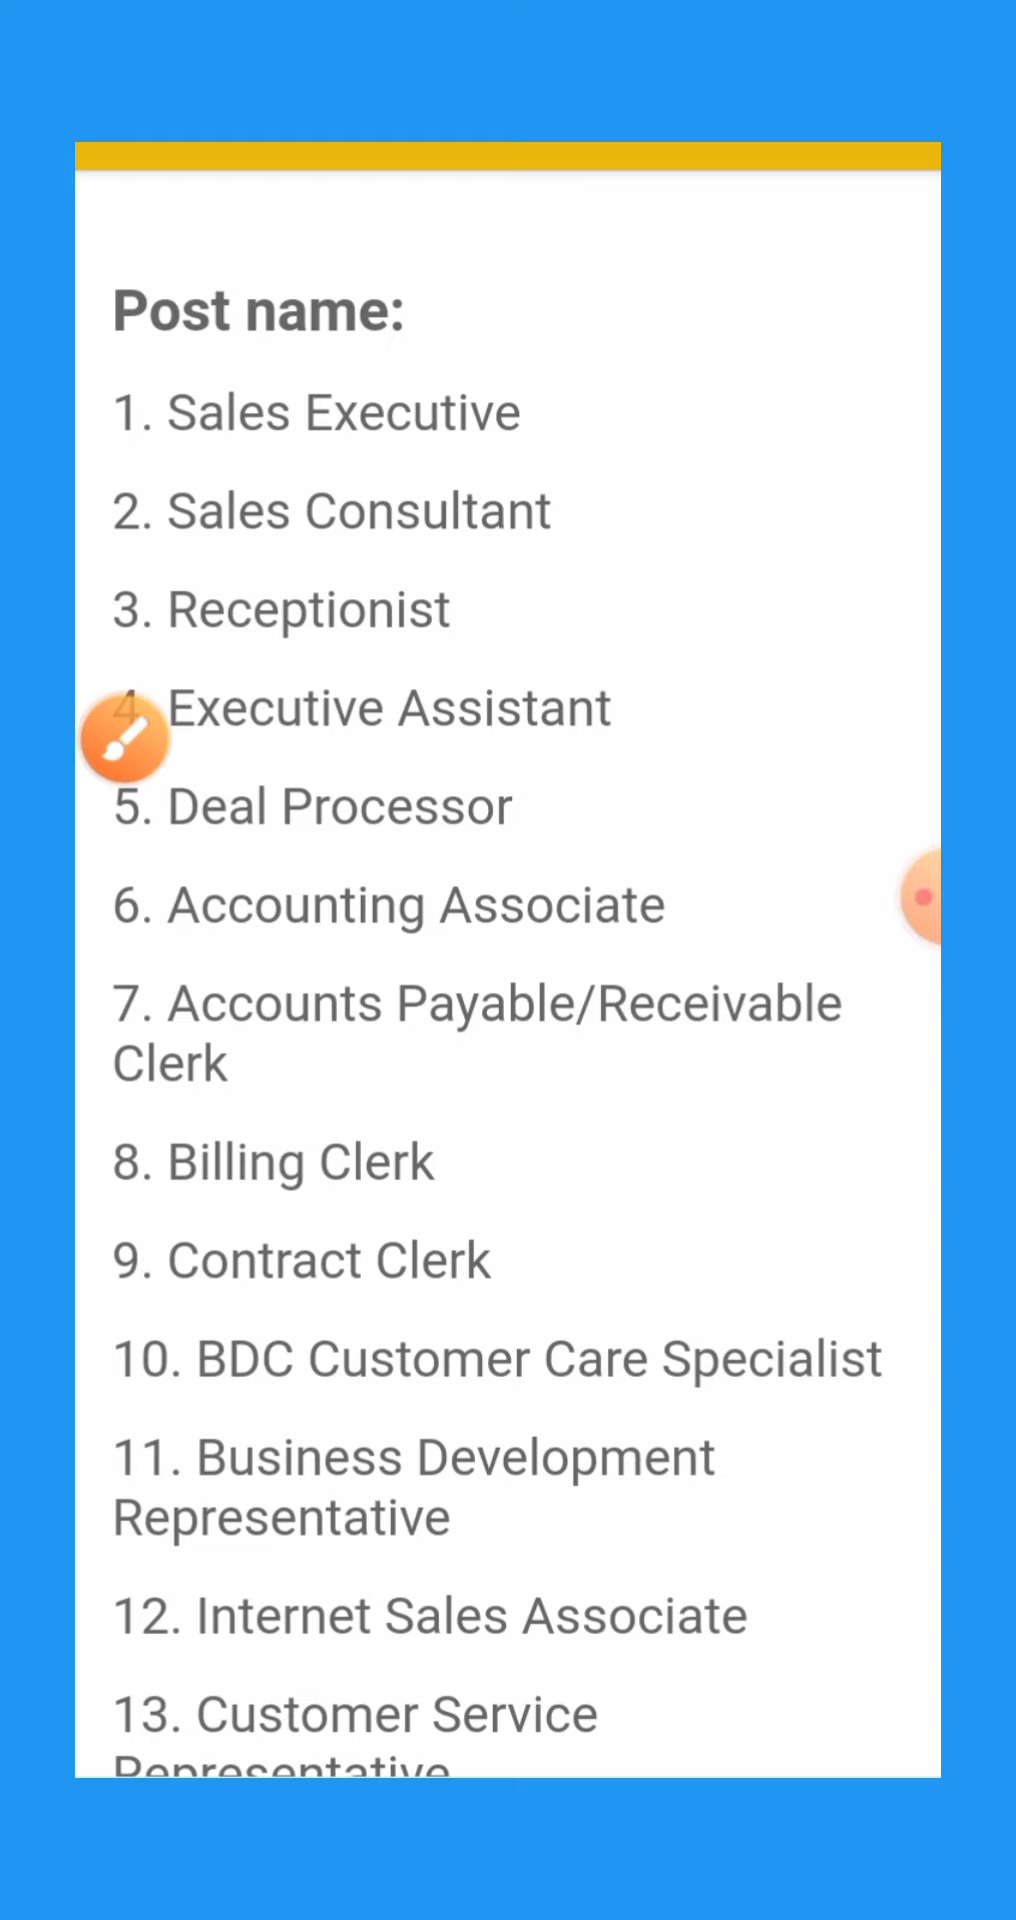 Post name:
1. Sales Executive
2. Sales Consultant
3. Receptionist
4. Executive Assistant
5. Deal Processor
6. Accounting Associate
7. Accounts Payable/Receivable
Clerk
8. Billing Clerk
9. Contract Clerk
10. BDC Customer Care Specialist
11. Business Development
Representative
12. Internet Sales Associate
13. Customer Service
Representative